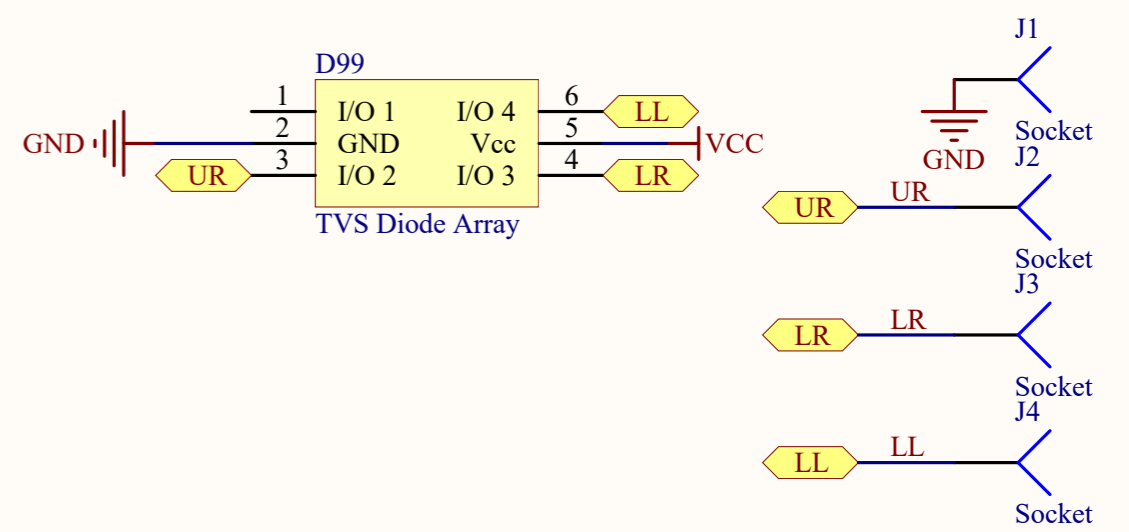 D99
1 I/O 1 I/O 4 6 LL
GND 2 GND Vcc 5 VCC
UR 3 I/O 2 I/O 3 4 LR
TVS Diode Array
J1
GND
Socket
J2
UR UR
Socket
J3
LR LR
Socket
J4
LL LL
Socket